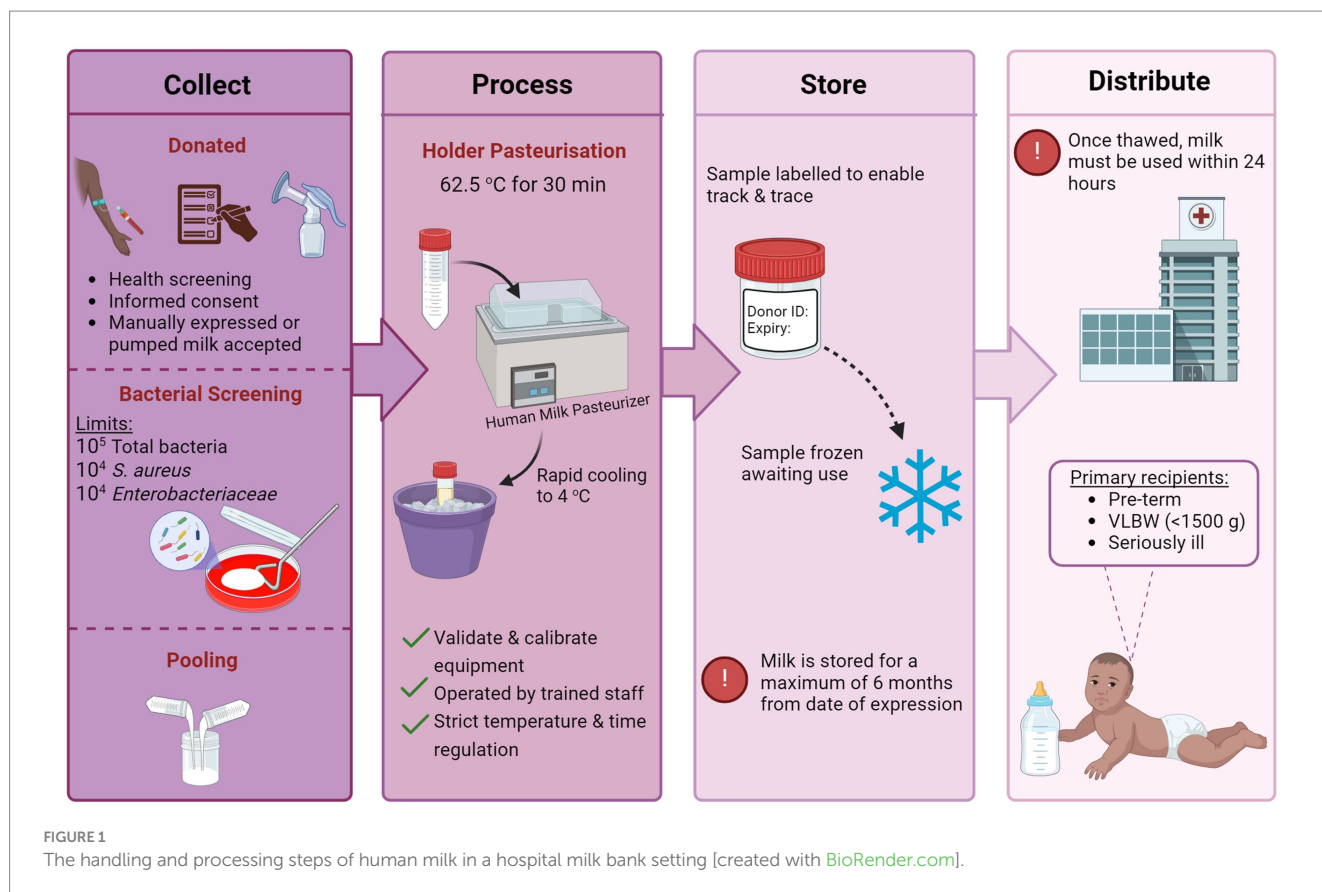 Collect
Donated
• Health screening
• Informed consent
• Manually expressed or
pumped milk accepted
Bacterial Screening
Limits:
10⁵ Total bacteria
10⁴ S. aureus
10⁴ Enterobacteriaceae
Pooling
Process
Holder Pasteurisation
62.5 °C for 30 min
Human Milk Pasteurizer
Rapid cooling
to 4 °C
Validate & calibrate
equipment
Operated by trained staff
Strict temperature & time
regulation
Store
Sample labelled to enable
track & trace
Donor ID:
Expiry:
Sample frozen
awaiting use
! Milk is stored for a
maximum of 6 months
from date of expression
Distribute
! Once thawed, milk
must be used within 24
hours
Primary recipients:
• Pre-term
• VLBW (<1500 g)
• Seriously ill
FIGURE 1
The handling and processing steps of human milk in a hospital milk bank setting [created with BioRender.com].